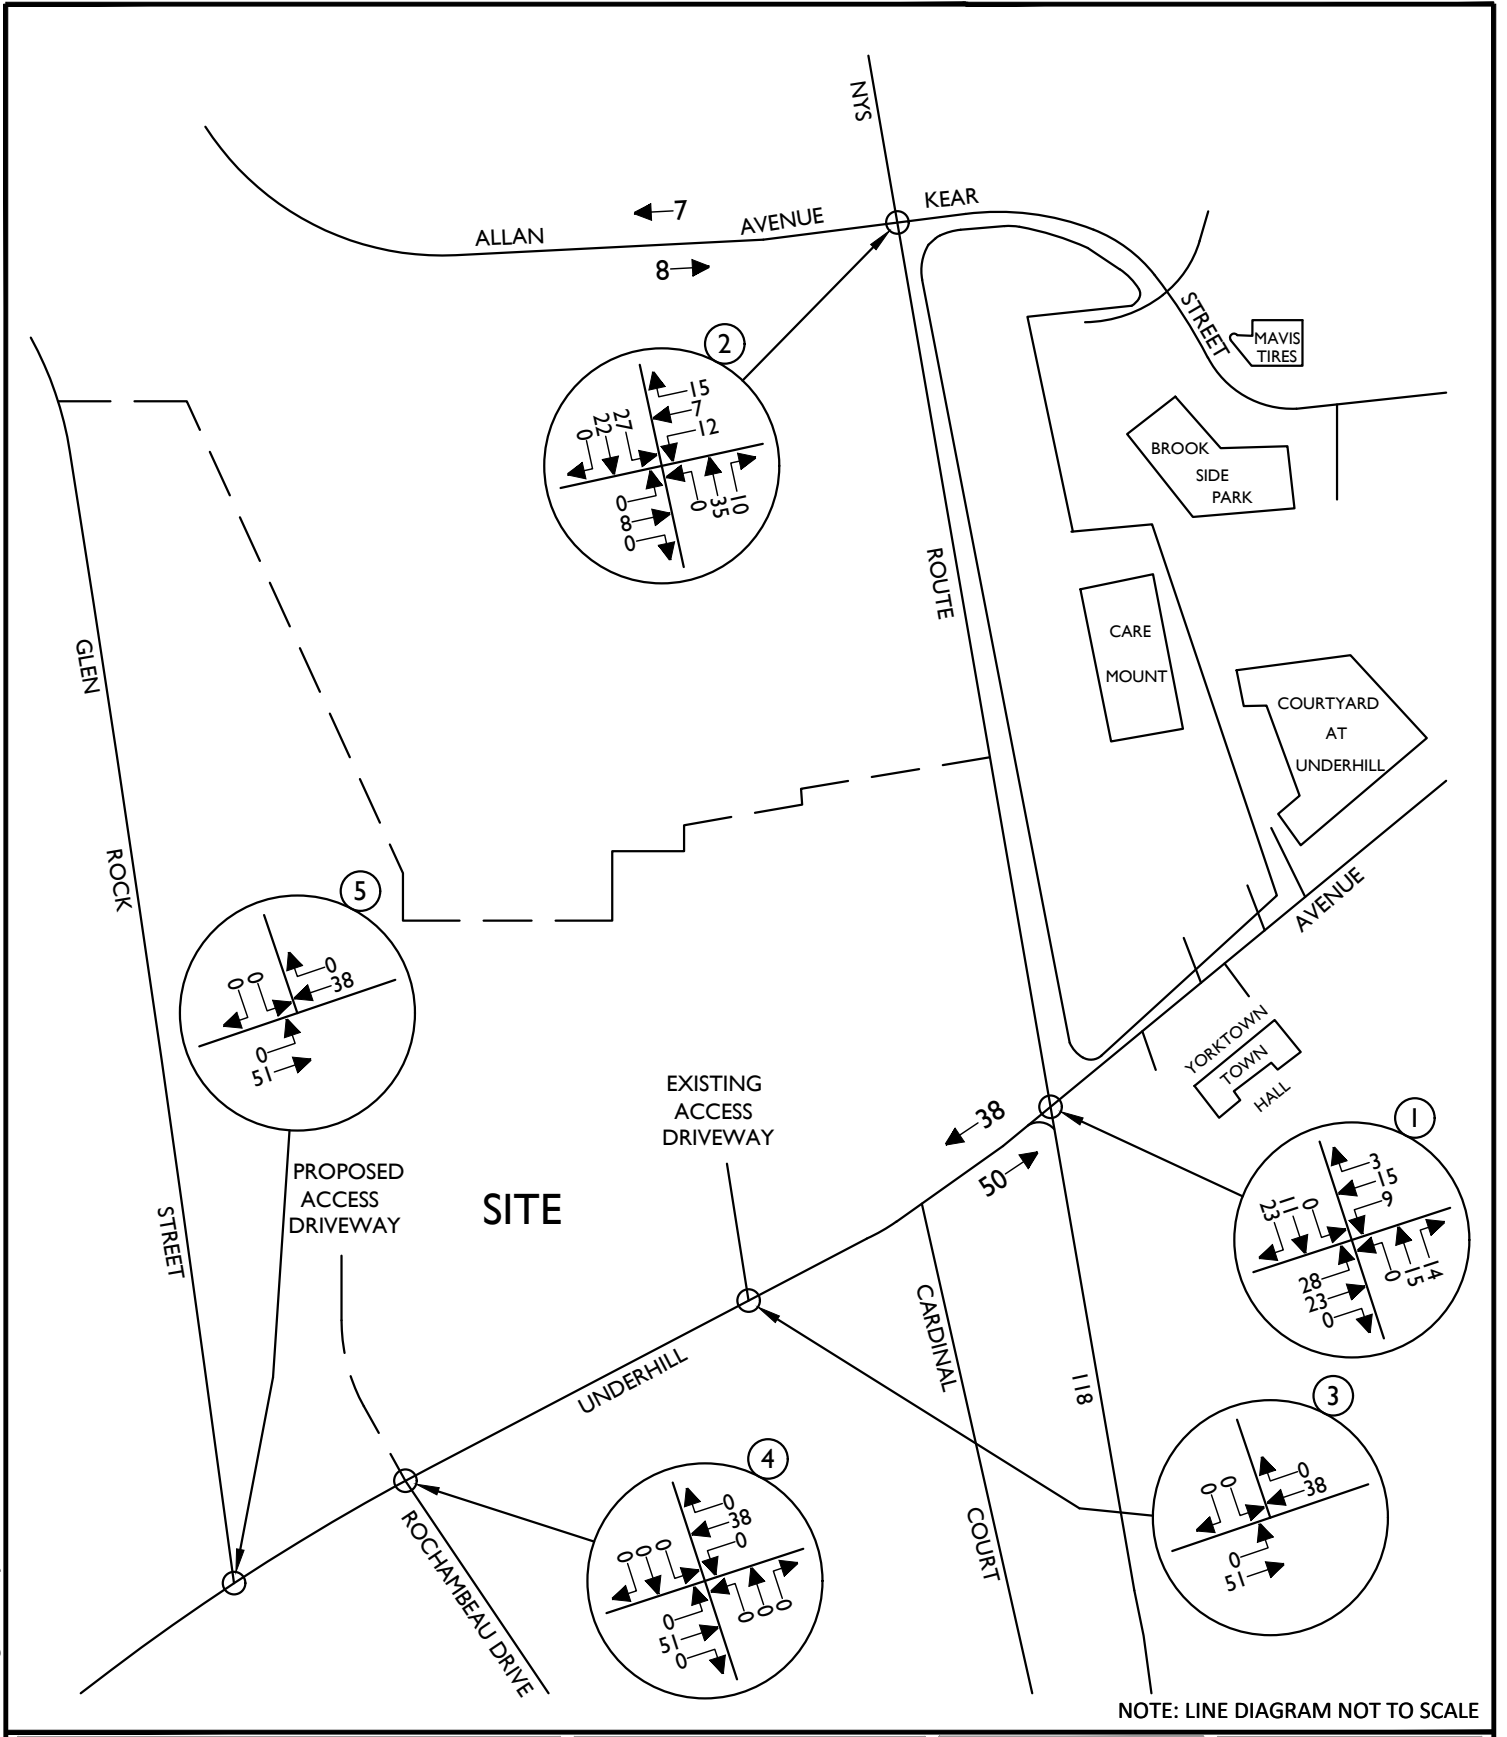 NYS
KEAR
7
ALLAN
AVENUE
8
STREET
MAVIS
TIRES
2
15
7
12
27
22
0
0
8
0
0
35
10
BROOK
SIDE
PARK
ROUTE
GLEN
CARE
MOUNT
COURTYARD
AT
UNDERHILL
AVENUE
ROCK
5
0
0
0
38
0
51
YORKTOWN
TOWN
HALL
EXISTING
ACCESS
DRIVEWAY
38
50
1
3
15
9
23
11
0
28
23
0
0
15
14
PROPOSED
ACCESS
DRIVEWAY
SITE
STREET
CARDINAL
UNDERHILL
118
3
0
0
0
38
0
51
4
0
38
0
0
0
0
0
51
0
0
0
0
COURT
ROCHAMBEAU DRIVE
NOTE: LINE DIAGRAM NOT TO SCALE